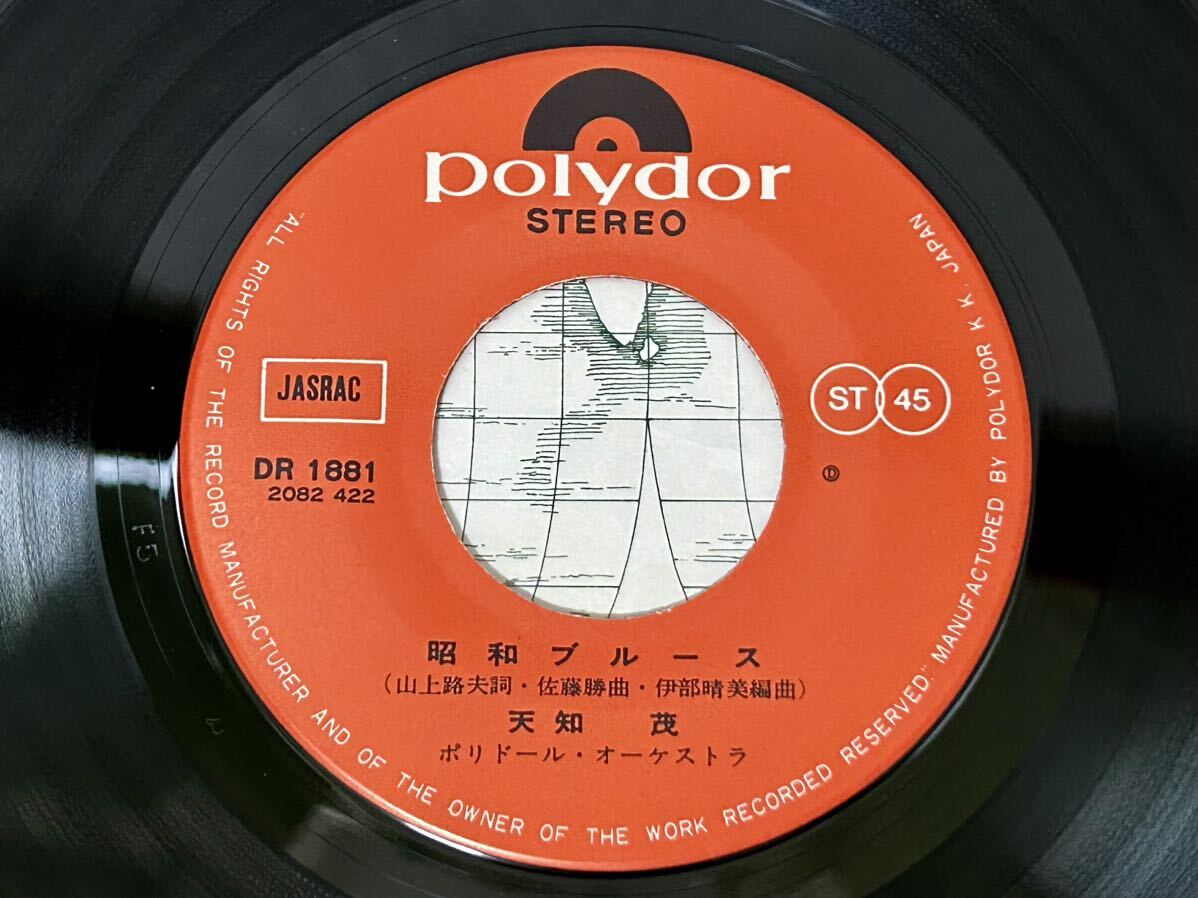 polydor
STEREO
JASRAC
DR 1881
2082 422
ST 45
Ⓓ
昭和ブルース
(山上路夫詞・佐藤勝曲・伊部晴美編曲)
天知 茂
ポリドール・オーケストラ
"ALL RIGHTS OF THE RECORD MANUFACTURER AND OF THE OWNER OF THE WORK RECORDED RESERVED." MANUFACTURED BY POLYDOR K K. JAPAN
F5